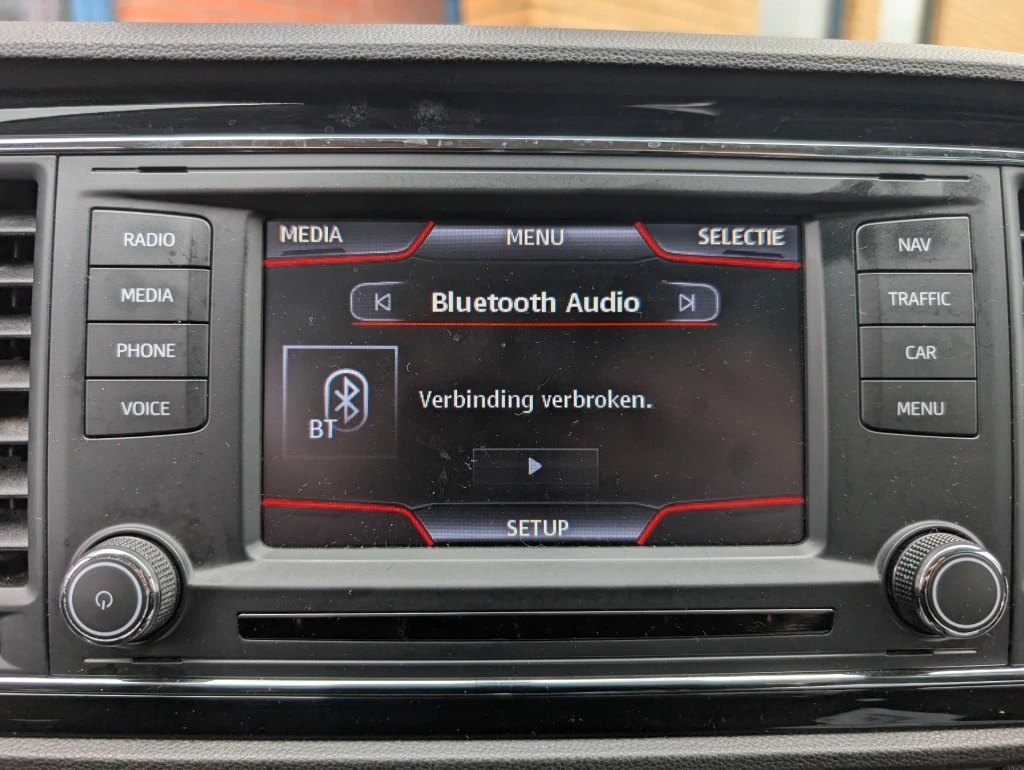 RADIO
MEDIA
PHONE
VOICE
MEDIA
MENU
SELECTIE
Bluetooth Audio
BT
Verbinding verbroken.
SETUP
NAV
TRAFFIC
CAR
MENU